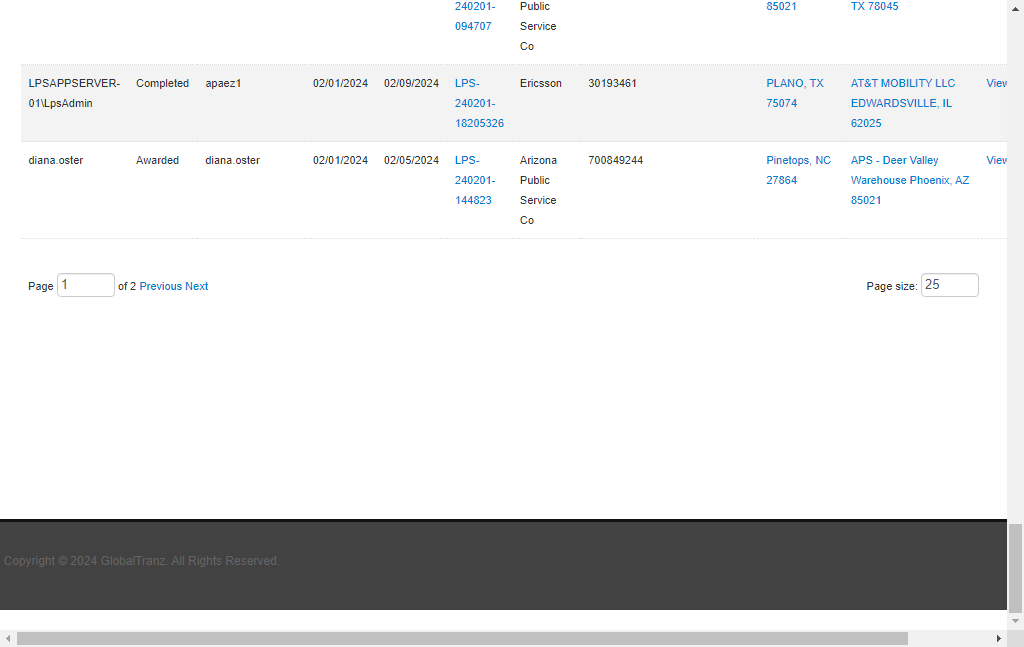 240201- Public 85021 TX 78045
094707 Service
Co
LPSAPPSERVER- Completed apaez1 02/01/2024 02/09/2024 LPS- Ericsson 30193461 PLANO, TX AT&T MOBILITY LLC View
01\LpsAdmin 240201- 75074 EDWARDSVILLE, IL
18205326 62025
diana.oster Awarded diana.oster 02/01/2024 02/05/2024 LPS- Arizona 700849244 Pinetops, NC APS - Deer Valley View
240201- Public 27864 Warehouse Phoenix, AZ
144823 Service 85021
Co
Page 1 of 2 Previous Next Page size: 25
Copyright © 2024 GlobalTranz. All Rights Reserved.